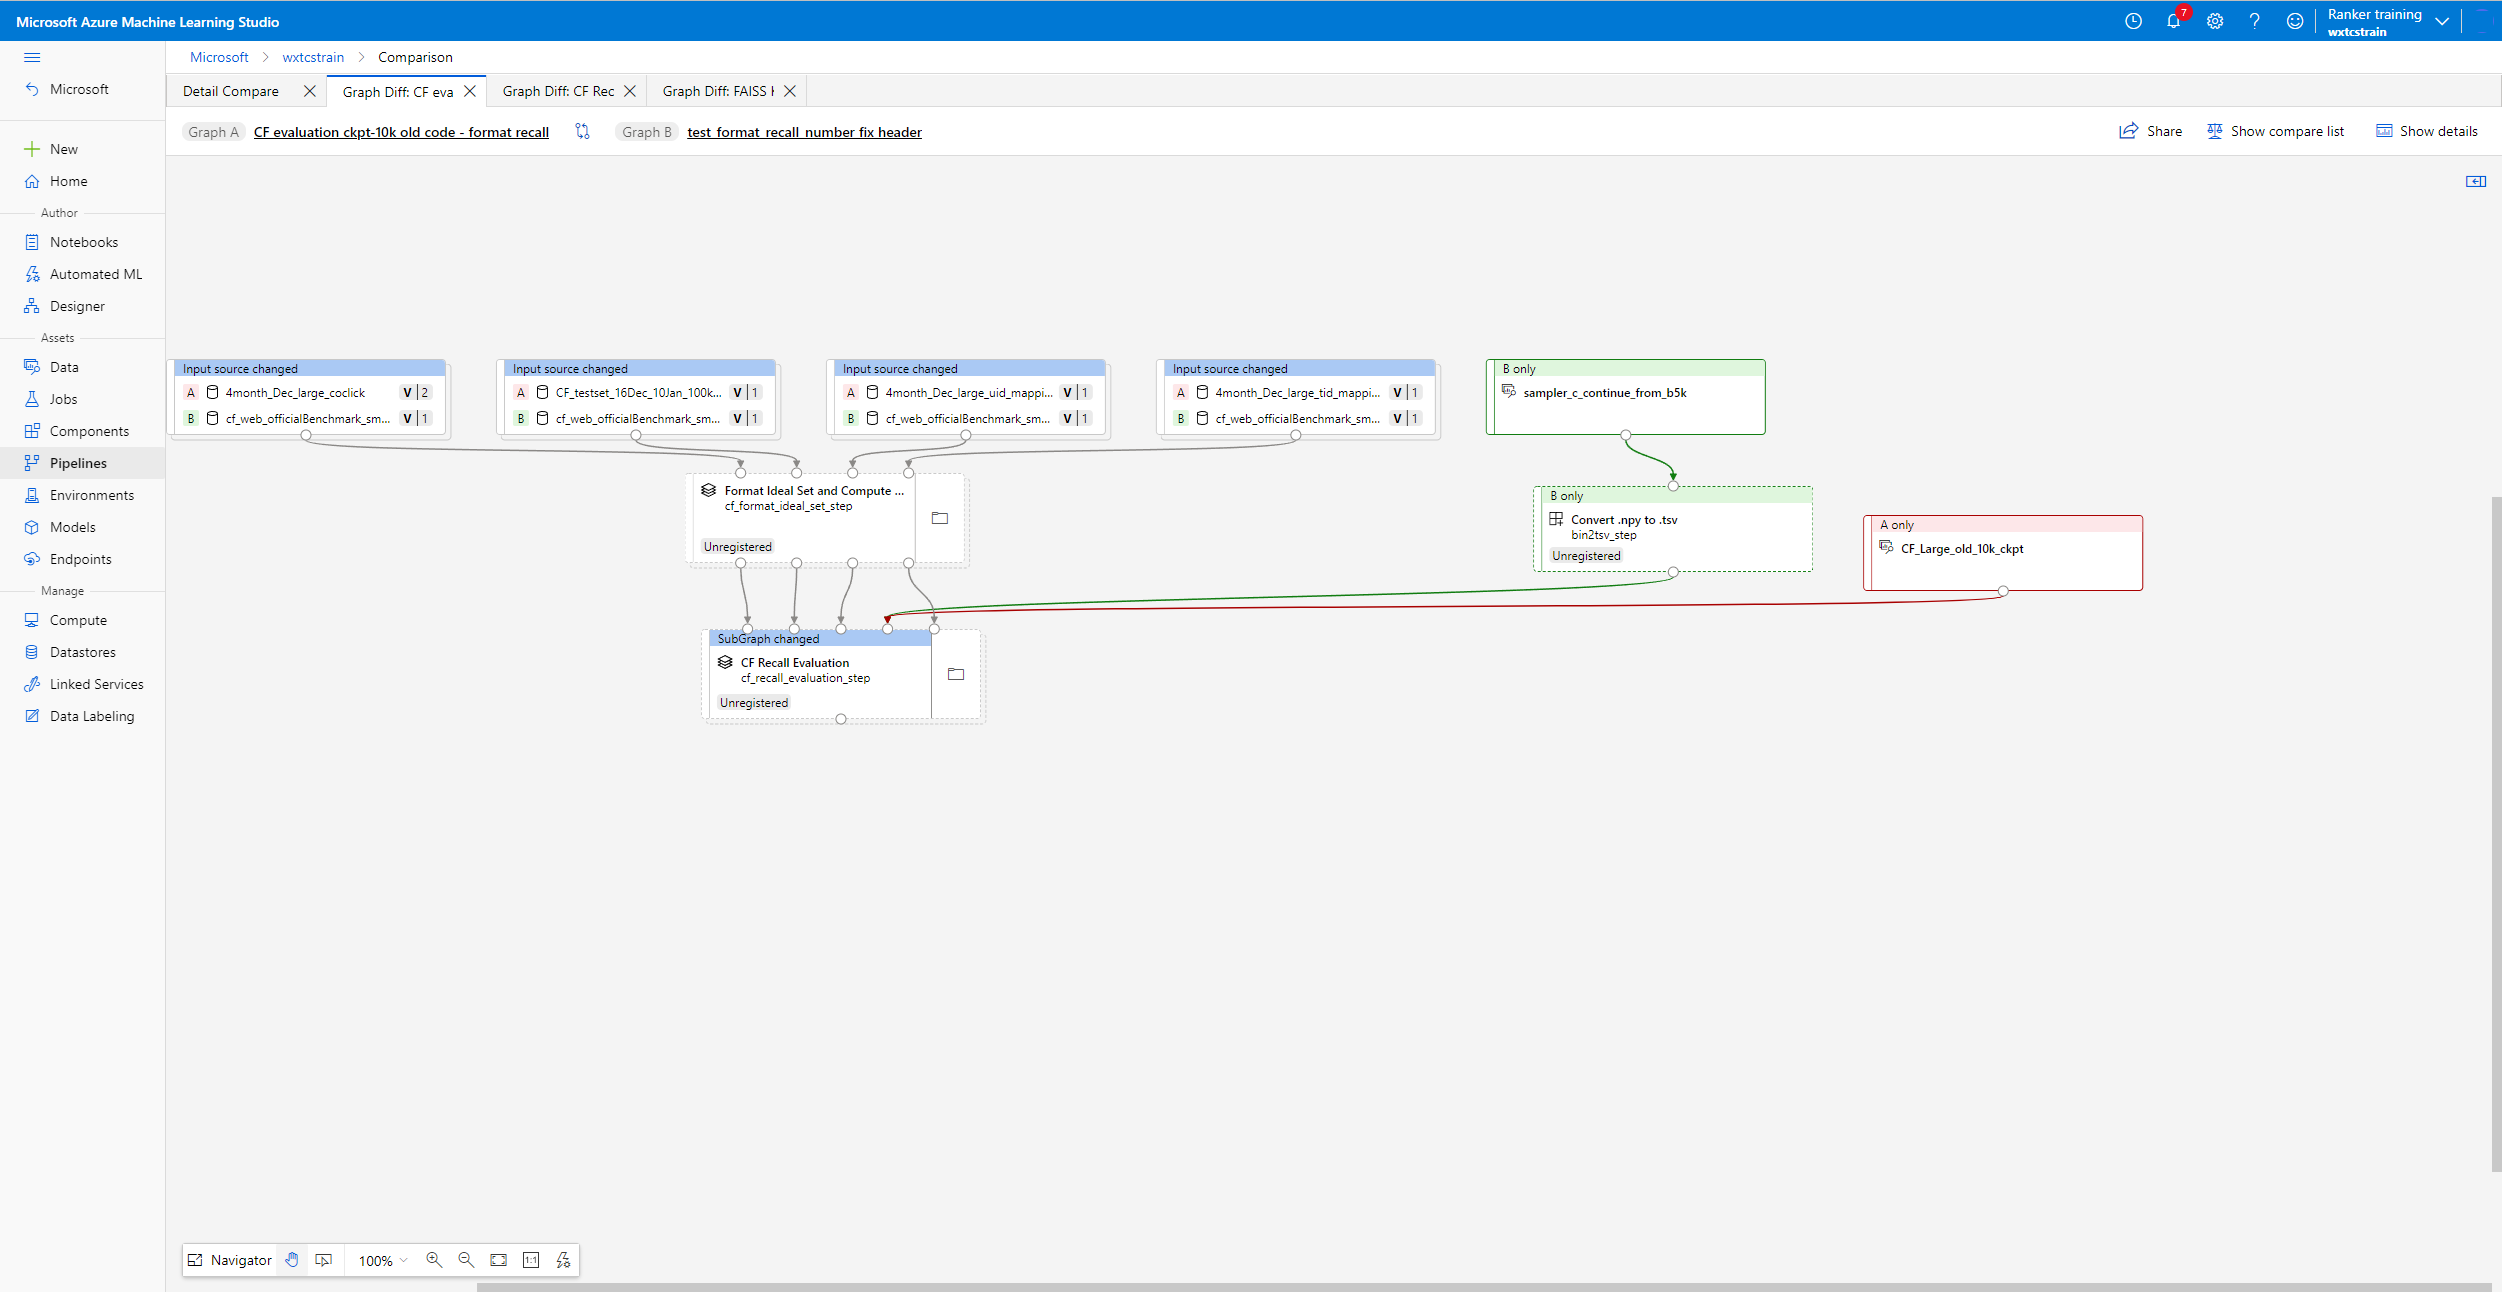 Microsoft Azure Machine Learning Studio
7
Ranker training
wxtcstrain
Microsoft
New
Home
Author
Notebooks
Automated ML
Designer
Assets
Data
Jobs
Components
Pipelines
Environments
Models
Endpoints
Manage
Compute
Datastores
Linked Services
Data Labeling
Microsoft > wxtcstrain > Comparison
Detail Compare
Graph Diff: CF eva
Graph Diff: CF Rec
Graph Diff: FAISS
Graph A CF evaluation ckpt-10k old code - format recall
Graph B test_format_recall_number fix header
Share
Show compare list
Show details
Input source changed
A 4month_Dec_large_coclick V 2
B cf_web_officialBenchmark_sm... V 1
Input source changed
A CF_testset_16Dec_10Jan_100k... V 1
B cf_web_officialBenchmark_sm... V 1
Input source changed
A 4month_Dec_large_uid_mappi... V 1
B cf_web_officialBenchmark_sm... V 1
Input source changed
A 4month_Dec_large_tid_mappi... V 1
B cf_web_officialBenchmark_sm... V 1
B only
sampler_c_continue_from_b5k
Format Ideal Set and Compute ...
cf_format_ideal_set_step
Unregistered
B only
Convert .npy to .tsv
bin2tsv_step
Unregistered
A only
CF_Large_old_10k_ckpt
SubGraph changed
CF Recall Evaluation
cf_recall_evaluation_step
Unregistered
Navigator
100%
1:1